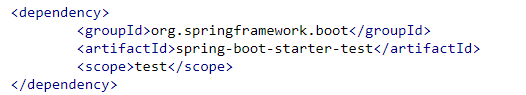 <dependency>
<groupId>org.springframework.boot</groupId>
<artifactId>spring-boot-starter-test</artifactId>
<scope>test</scope>
</dependency>